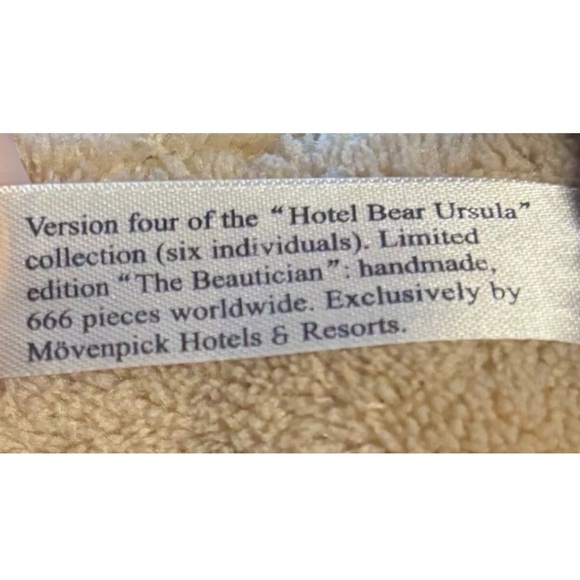 Version four of the “Hotel Bear Ursula”
collection (six individuals). Limited
edition “The Beautician”: handmade,
666 pieces worldwide. Exclusively by
Mövenpick Hotels & Resorts.